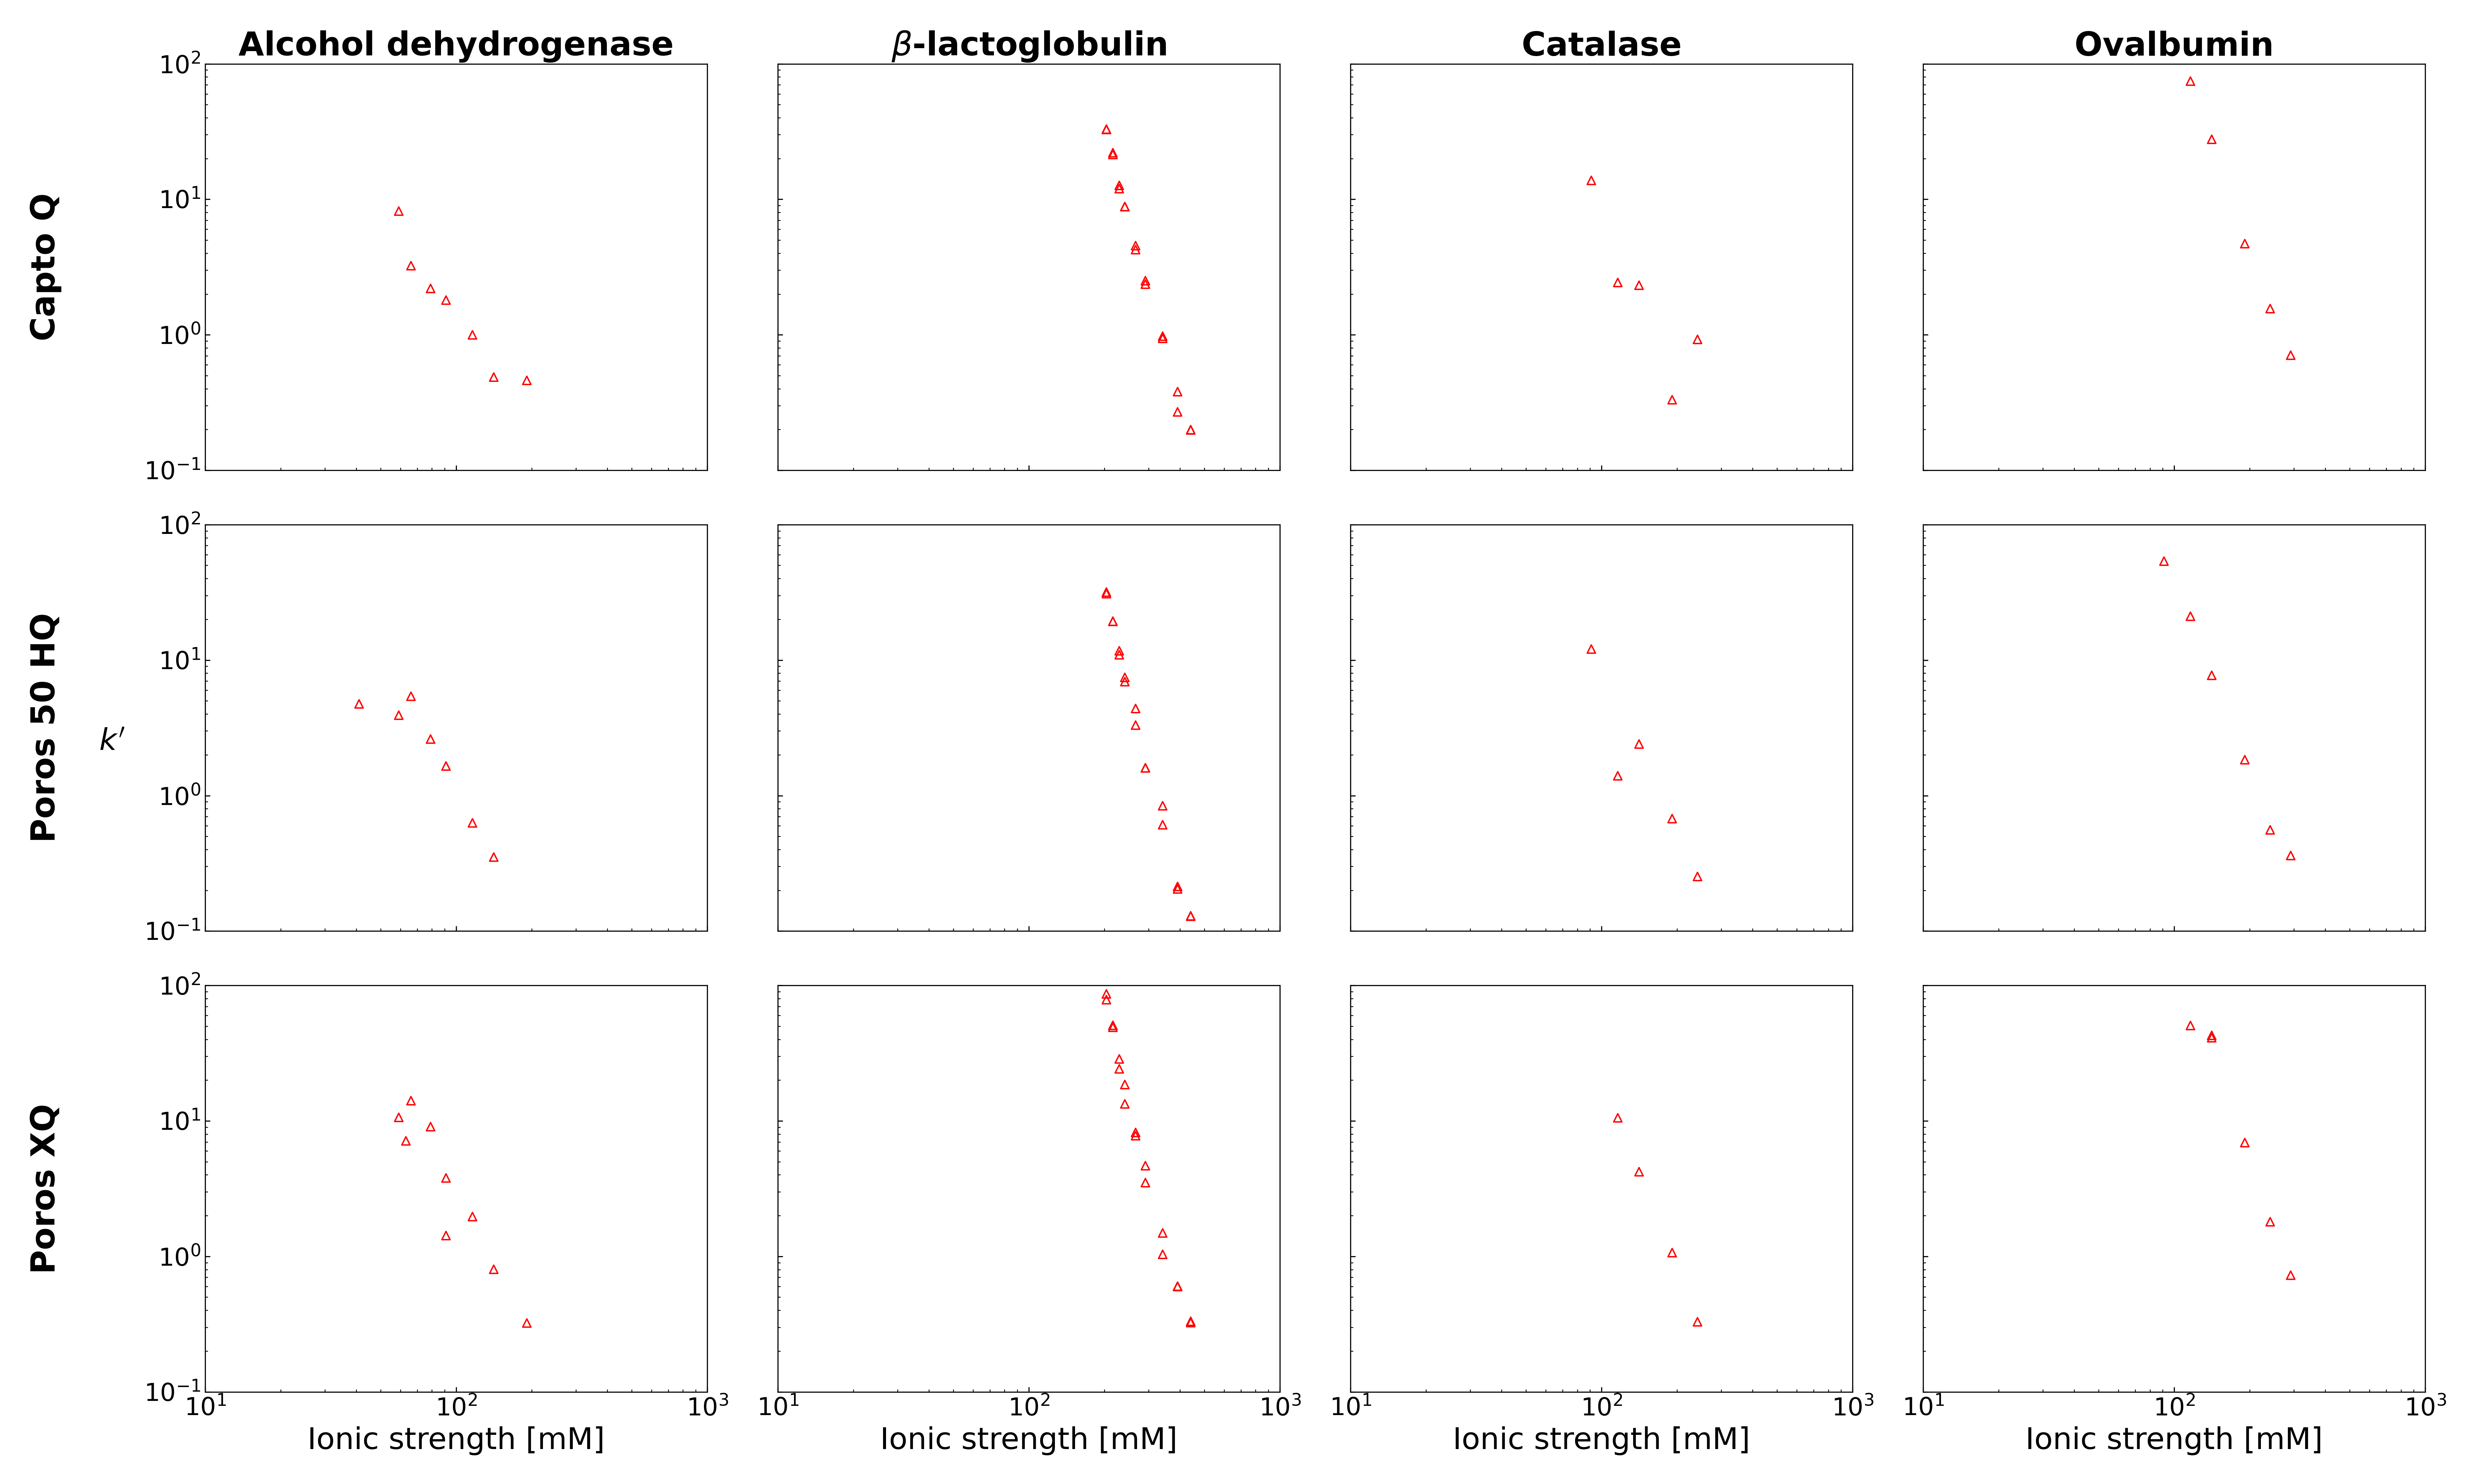 Alcohol dehydrogenase β-lactoglobulin Catalase Ovalbumin
Capto Q
10² 10¹ 10⁰ 10⁻¹
Poros 50 HQ
k′
10² 10¹ 10⁰ 10⁻¹
Poros XQ
10² 10¹ 10⁰ 10⁻¹
10¹ 10² 10³ 10¹ 10² 10³ 10¹ 10² 10³ 10¹ 10² 10³
Ionic strength [mM] Ionic strength [mM] Ionic strength [mM] Ionic strength [mM]